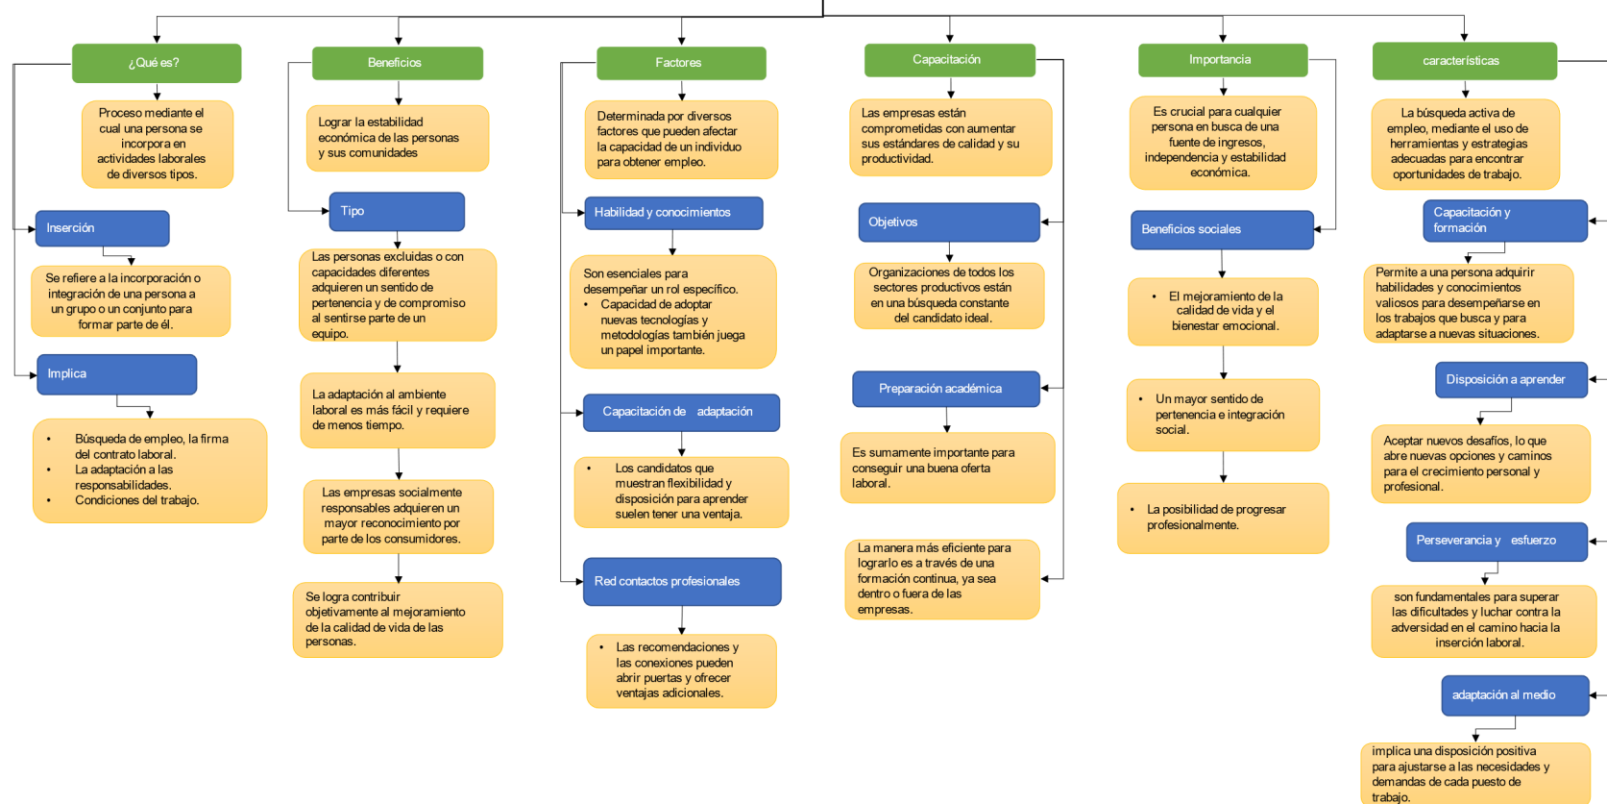 ¿Qué es?
Proceso mediante el
cual una persona se
incorpora en
actividades laborales
de diversos tipos.
Inserción
Se refiere a la incorporación o
integración de una persona a
un grupo o un conjunto para
formar parte de él.
Implica
• Búsqueda de empleo, la firma
del contrato laboral.
• La adaptación a las
responsabilidades.
• Condiciones del trabajo.
Beneficios
Lograr la estabilidad
económica de las personas
y sus comunidades
Tipo
Las personas excluidas o con
capacidades diferentes
adquieren un sentido de
pertenencia y de compromiso
al sentirse parte de un
equipo.
La adaptación al ambiente
laboral es más fácil y requiere
de menos tiempo.
Las empresas socialmente
responsables adquieren un
mayor reconocimiento por
parte de los consumidores.
Se logra contribuir
objetivamente al mejoramiento
de la calidad de vida de las
personas.
Factores
Determinada por diversos
factores que pueden afectar
la capacidad de un individuo
para obtener empleo.
Habilidad y conocimientos
Son esenciales para
desempeñar un rol específico.
• Capacidad de adoptar
nuevas tecnologías y
metodologías también juega
un papel importante.
Capacitación de adaptación
• Los candidatos que
muestran flexibilidad y
disposición para aprender
suelen tener una ventaja.
Red contactos profesionales
• Las recomendaciones y
las conexiones pueden
abrir puertas y ofrecer
ventajas adicionales.
Capacitación
Las empresas están
comprometidas con aumentar
sus estándares de calidad y su
productividad.
Objetivos
Organizaciones de todos los
sectores productivos están
en una búsqueda constante
del candidato ideal.
Preparación académica
Es sumamente importante para
conseguir una buena oferta
laboral.
La manera más eficiente para
lograrlo es a través de una
formación continua, ya sea
dentro o fuera de las
empresas.
Importancia
Es crucial para cualquier
persona en busca de una
fuente de ingresos,
independencia y estabilidad
económica.
Beneficios sociales
• El mejoramiento de la
calidad de vida y el
bienestar emocional.
• Un mayor sentido de
pertenencia e integración
social.
• La posibilidad de progresar
profesionalmente.
características
La búsqueda activa de
empleo, mediante el uso de
herramientas y estrategias
adecuadas para encontrar
oportunidades de trabajo.
Capacitación y
formación
Permite a una persona adquirir
habilidades y conocimientos
valiosos para desempeñarse en
los trabajos que busca y para
adaptarse a nuevas situaciones.
Disposición a aprender
Aceptar nuevos desafíos, lo que
abre nuevas opciones y caminos
para el crecimiento personal y
profesional.
Perseverancia y esfuerzo
son fundamentales para superar
las dificultades y luchar contra la
adversidad en el camino hacia la
inserción laboral.
adaptación al medio
implica una disposición positiva
para ajustarse a las necesidades y
demandas de cada puesto de
trabajo.